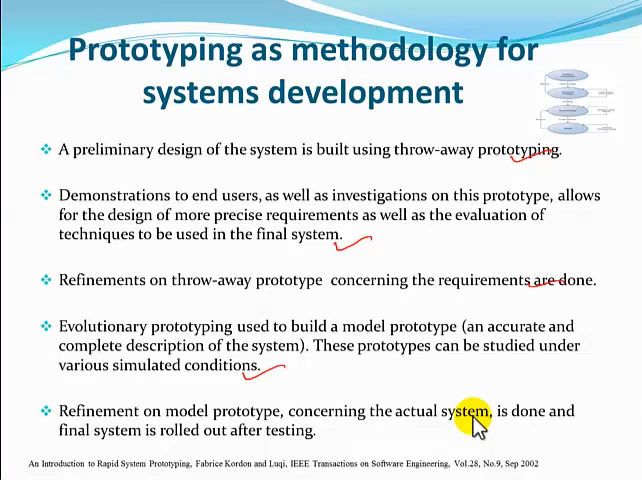 Prototyping as methodology for
systems development
❖ A preliminary design of the system is built using throw-away prototyping.
❖ Demonstrations to end users, as well as investigations on this prototype, allows
for the design of more precise requirements as well as the evaluation of
techniques to be used in the final system.
❖ Refinements on throw-away prototype concerning the requirements are done.
❖ Evolutionary prototyping used to build a model prototype (an accurate and
complete description of the system). These prototypes can be studied under
various simulated conditions.
❖ Refinement on model prototype, concerning the actual system, is done and
final system is rolled out after testing.
An Introduction to Rapid System Prototyping, Fabrice Kordon and Luqi, IEEE Transactions on Software Engineering, Vol.28, No.9, Sep 2002